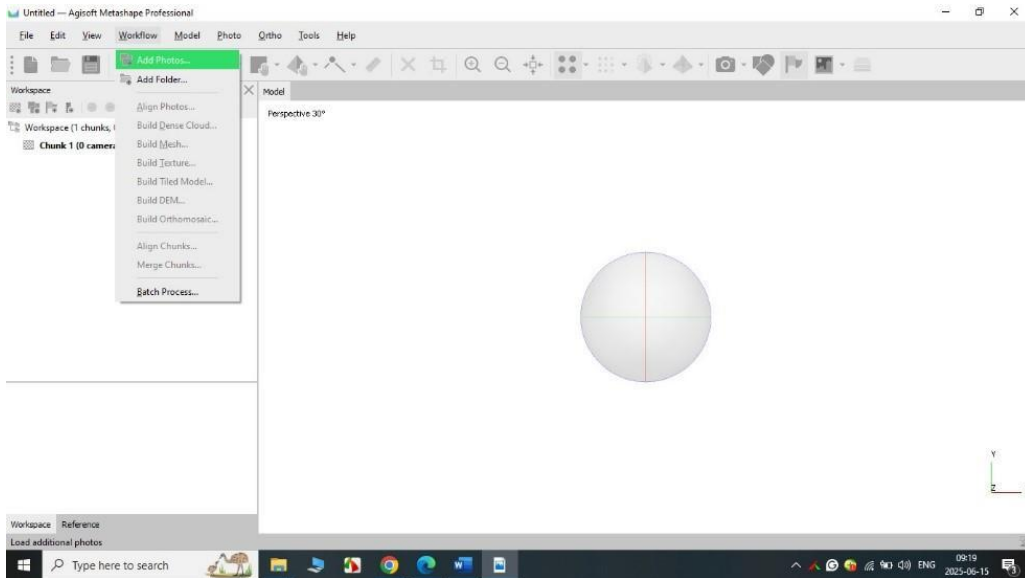 Untitled — Agisoft Metashape Professional
File Edit View Workflow Model Photo Ortho Tools Help
Add Photos...
Add Folder...
Align Photos...
Build Dense Cloud...
Build Mesh...
Build Texture...
Build Tiled Model...
Build DEM...
Build Orthomosaic...
Align Chunks...
Merge Chunks...
Batch Process...
Workspace
Workspace (1 chunks,
Chunk 1 (0 camera
Model
Perspective 30°
Y
Z
Workspace Reference
Load additional photos
Type here to search
ENG
09:19
2025-06-15